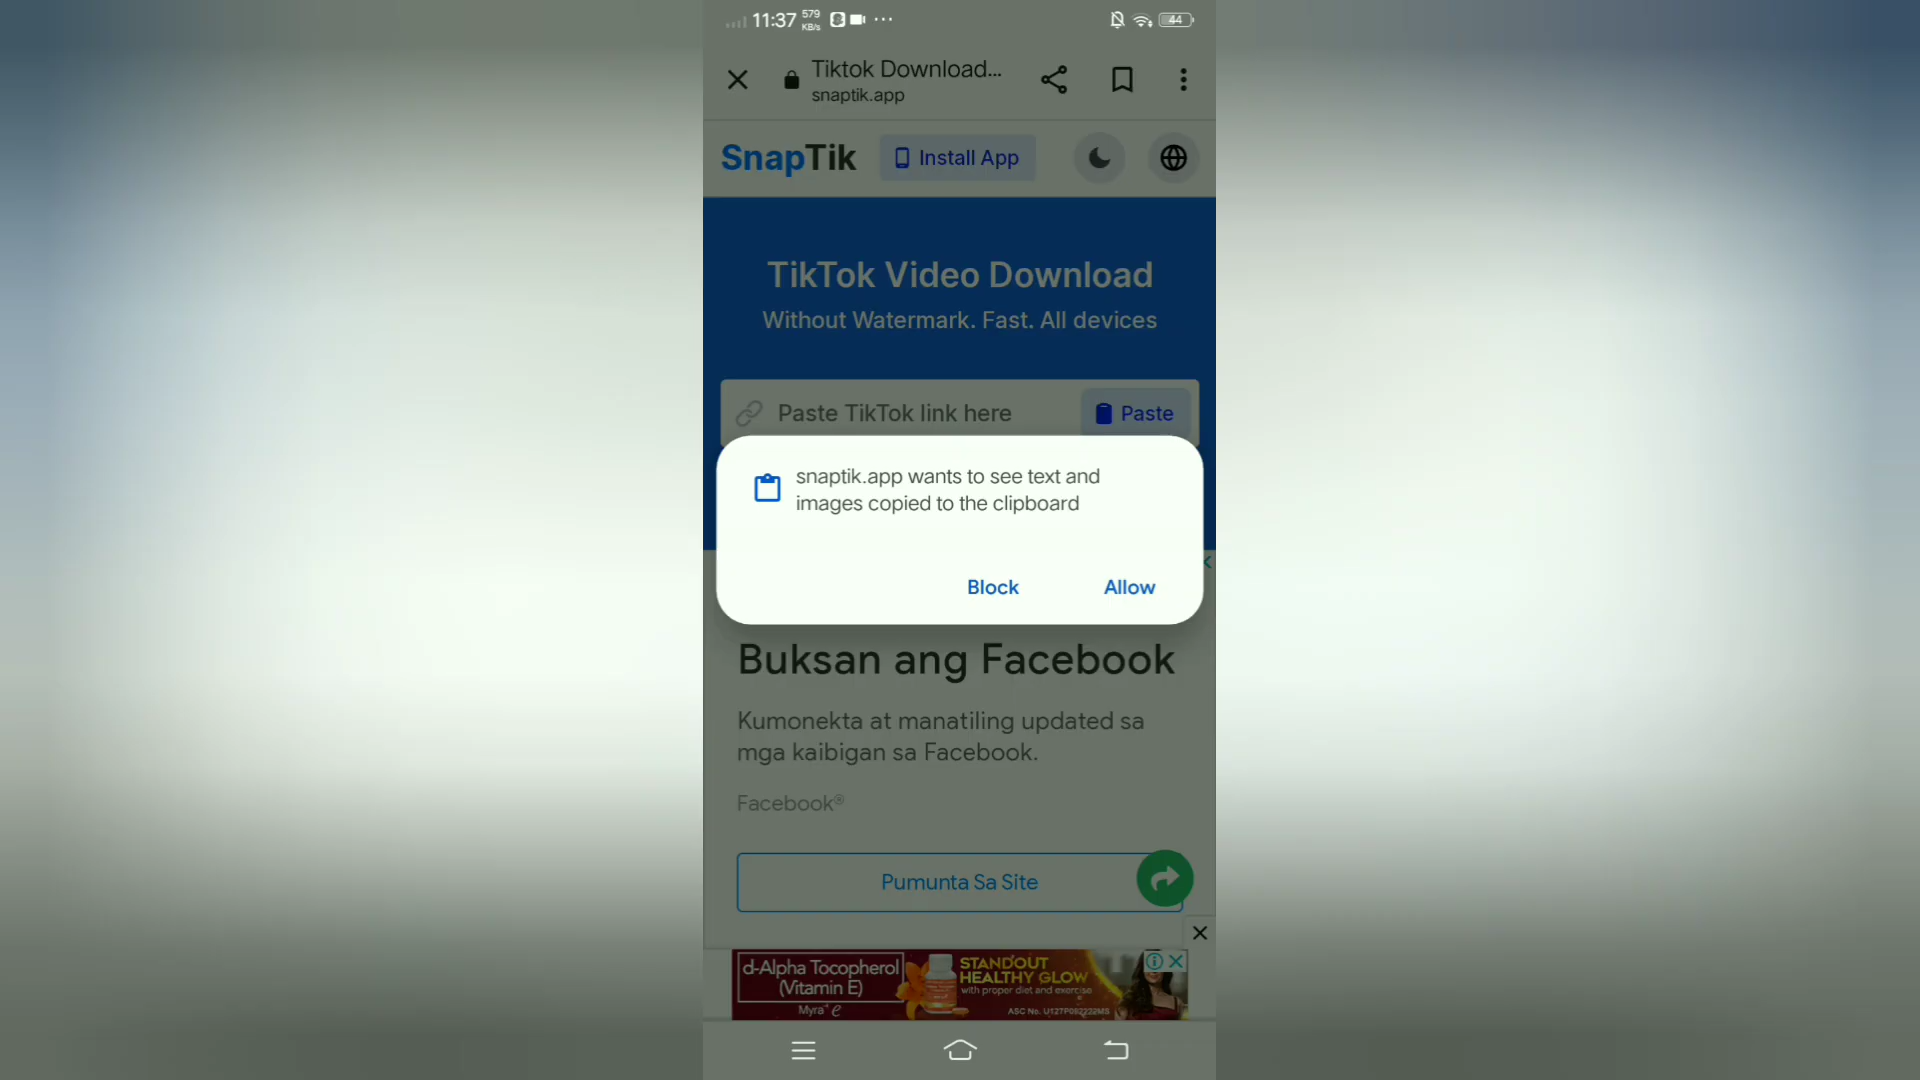 11:37 579 KB/s 44
Tiktok Download...
snaptik.app
SnapTik Install App
TikTok Video Download
Without Watermark. Fast. All devices
Paste TikTok link here Paste
snaptik.app wants to see text and
images copied to the clipboard
Block Allow
Buksan ang Facebook
Kumonekta at manatiling updated sa
mga kaibigan sa Facebook.
Facebook®
Pumunta Sa Site
d-Alpha Tocopherol
(Vitamin E)
Myra e
STANDOUT
HEALTHY GLOW
with proper diet and exercise
ASC No. U127P082222MS